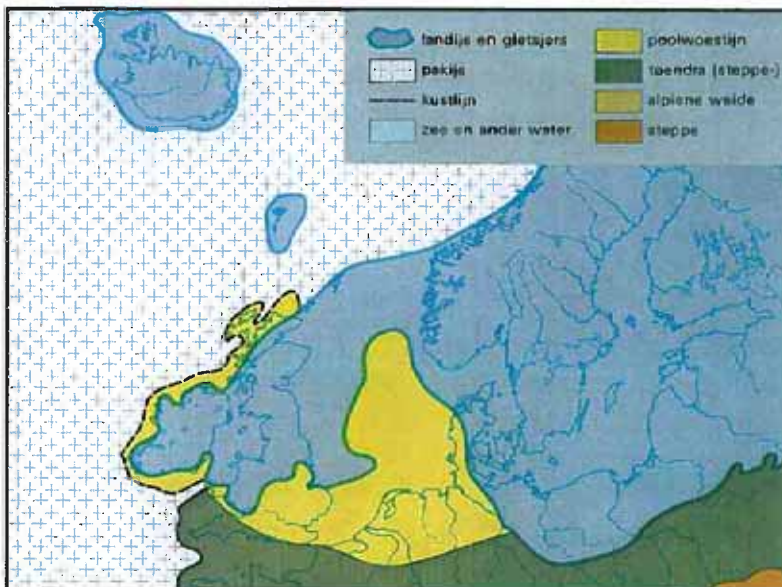 landijs en gletsjers
pakijs
kustlijn
zee en ander water
poolwoestijn
toendra (steppe-)
alpiene weide
steppe